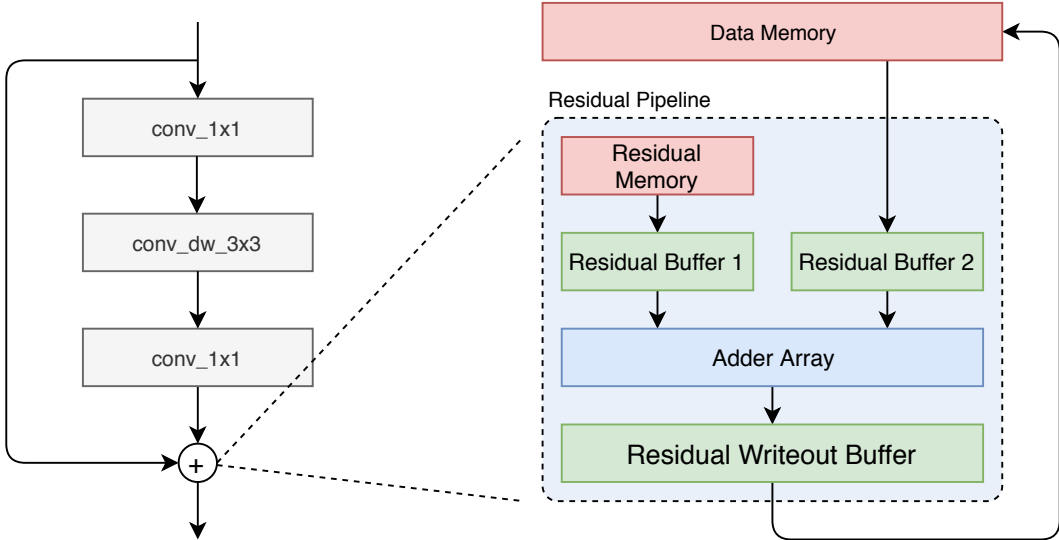 conv_1x1
conv_dw_3x3
conv_1x1
+
Data Memory
Residual Pipeline
Residual
Memory
Residual Buffer 1
Residual Buffer 2
Adder Array
Residual Writeout Buffer